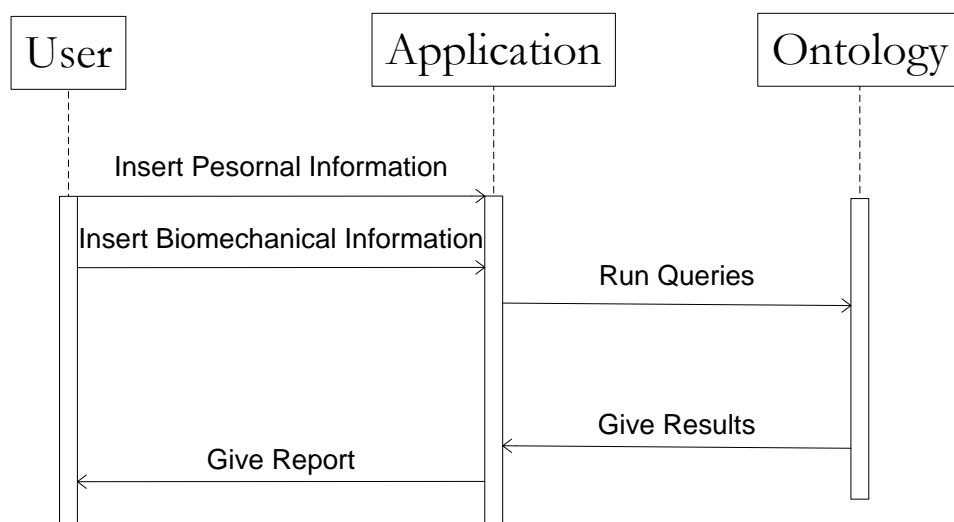 User
Application
Ontology
Insert Pesornal Information
Insert Biomechanical Information
Run Queries
Give Results
Give Report